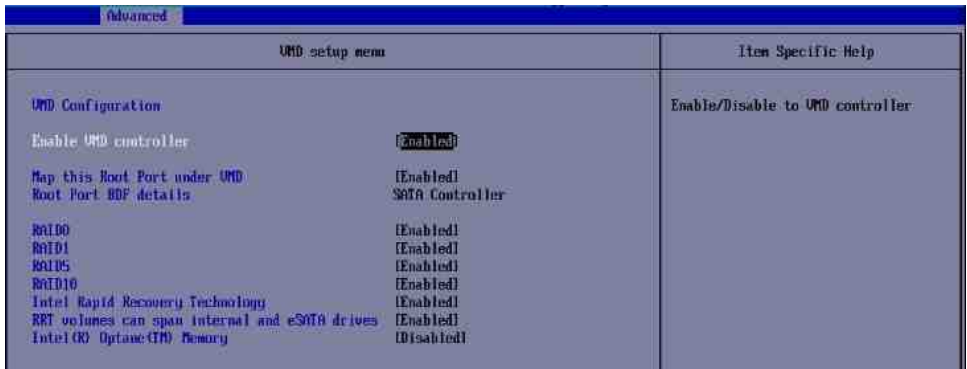 Advanced
VMD setup menu
Item Specific Help
VMD Configuration
Enable/Disable to VMD controller
Enable VMD controller [Enabled]
Map this Root Port under VMD [Enabled]
Root Port BDF details SATA Controller
RAID0 [Enabled]
RAID1 [Enabled]
RAID5 [Enabled]
RAID10 [Enabled]
Intel Rapid Recovery Technology [Enabled]
RRT volumes can span internal and eSATA drives [Enabled]
Intel(R) Optane(TM) Memory [Disabled]